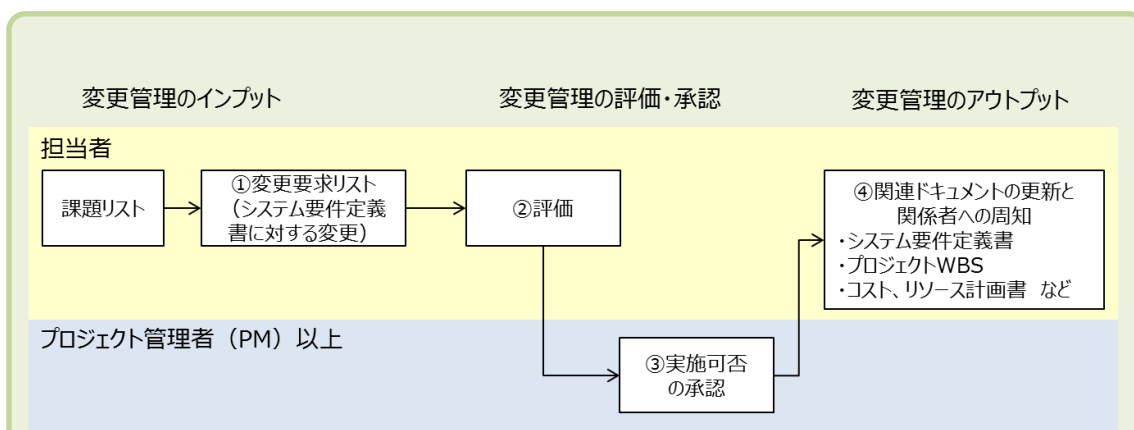 変更管理のインプット
変更管理の評価・承認
変更管理のアウトプット
担当者
課題リスト
①変更要求リスト
（システム要件定義
書に対する変更）
②評価
④関連ドキュメントの更新と
関係者への周知
・システム要件定義書
・プロジェクトWBS
・コスト、リソース計画書　など
プロジェクト管理者（PM）以上
③実施可否
の承認